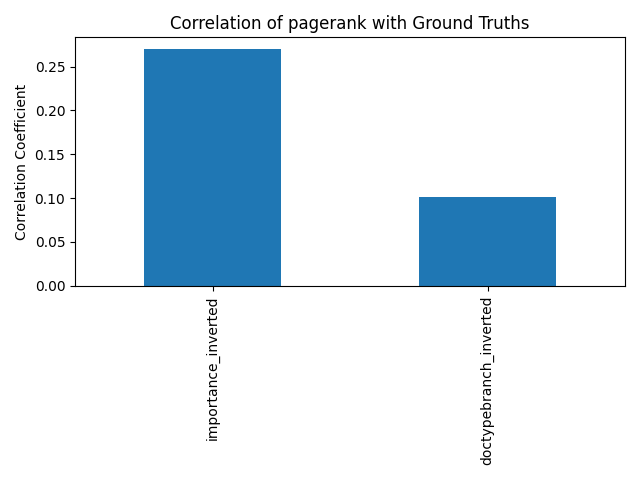 Correlation of pagerank with Ground Truths
Correlation Coefficient
0.25
0.20
0.15
0.10
0.05
0.00
importance_inverted
doctypebranch_inverted